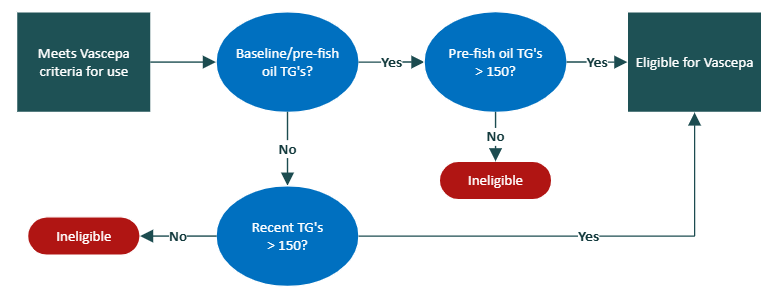 Meets Vascepa
criteria for use
Baseline/pre-fish
oil TG's?
Yes
Pre-fish oil TG's
> 150?
Yes
Eligible for Vascepa
No
No
Ineligible
Ineligible
No
Recent TG's
> 150?
Yes